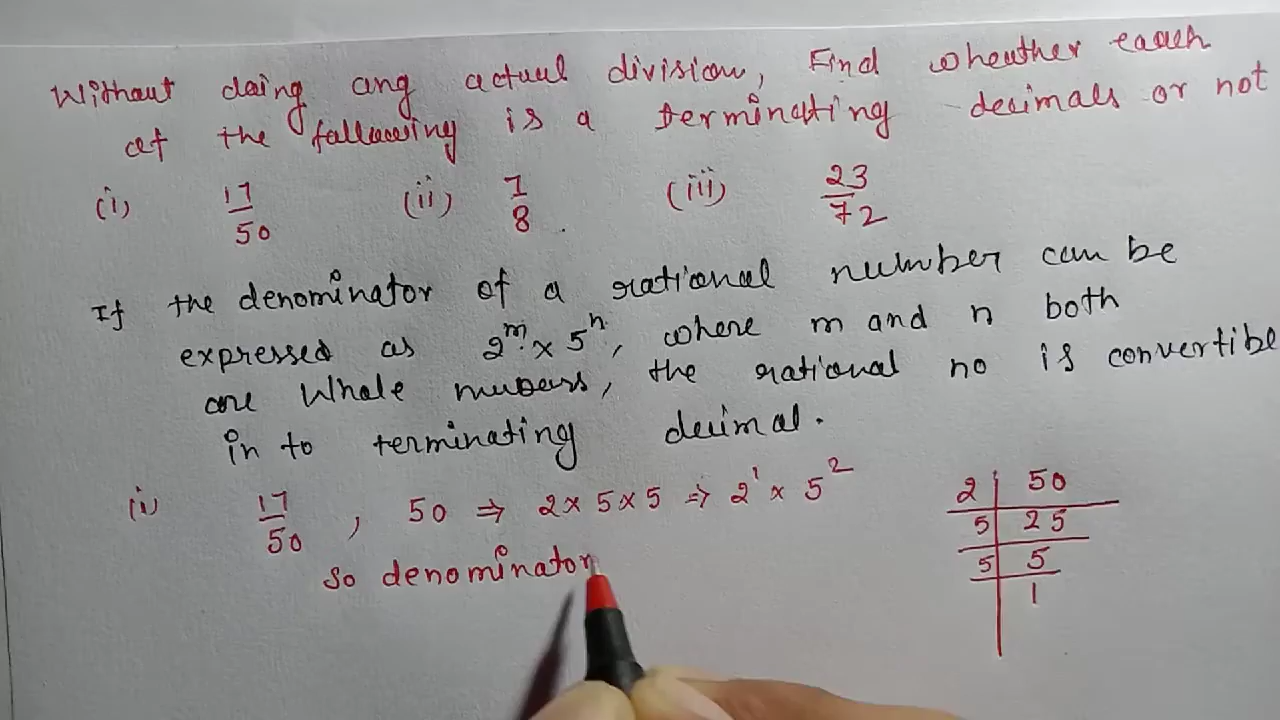 Without doing any actual division, Find wheuther eaach
of the following is a terminating decimals or not
(i) 17/50 (ii) 7/8 (iii) 23/72
If the denominator of a rational number can be
expressed as 2^m × 5^n, where m and n both
are Whole nubers, the rational no is convertible
in to terminating decimal.
(i) 17/50, 50 ⇒ 2 × 5 × 5 ⇒ 2^1 × 5^2
so denominator
2 | 50
5 | 25
5 | 5
1